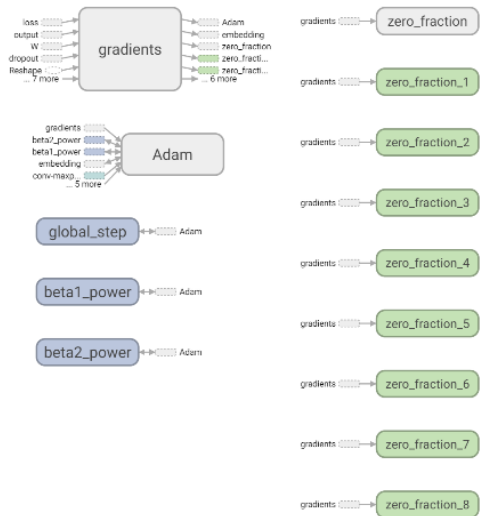 loss
output
W
dropout
Reshape
... 7 more
gradients
Adam
embedding
zero_fraction
zero_fracti...
zero_fracti...
... 6 more
gradients
beta2_power
beta1_power
embedding
conv-maxp...
... 5 more
Adam
global_step
Adam
beta1_power
Adam
beta2_power
Adam
gradients
zero_fraction
gradients
zero_fraction_1
gradients
zero_fraction_2
gradients
zero_fraction_3
gradients
zero_fraction_4
gradients
zero_fraction_5
gradients
zero_fraction_6
gradients
zero_fraction_7
gradients
zero_fraction_8